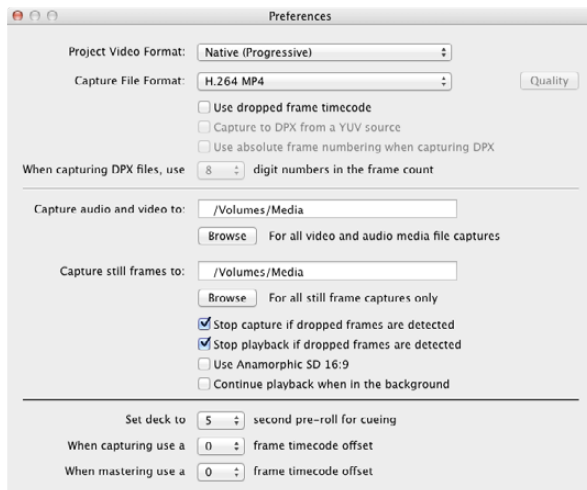 Preferences
Project Video Format: Native (Progressive)
Capture File Format: H.264 MP4 Quality
Use dropped frame timecode
Capture to DPX from a YUV source
Use absolute frame numbering when capturing DPX
When capturing DPX files, use 8 digit numbers in the frame count
Capture audio and video to: /Volumes/Media
Browse For all video and audio media file captures
Capture still frames to: /Volumes/Media
Browse For all still frame captures only
Stop capture if dropped frames are detected
Stop playback if dropped frames are detected
Use Anamorphic SD 16:9
Continue playback when in the background
Set deck to 5 second pre-roll for cueing
When capturing use a 0 frame timecode offset
When mastering use a 0 frame timecode offset